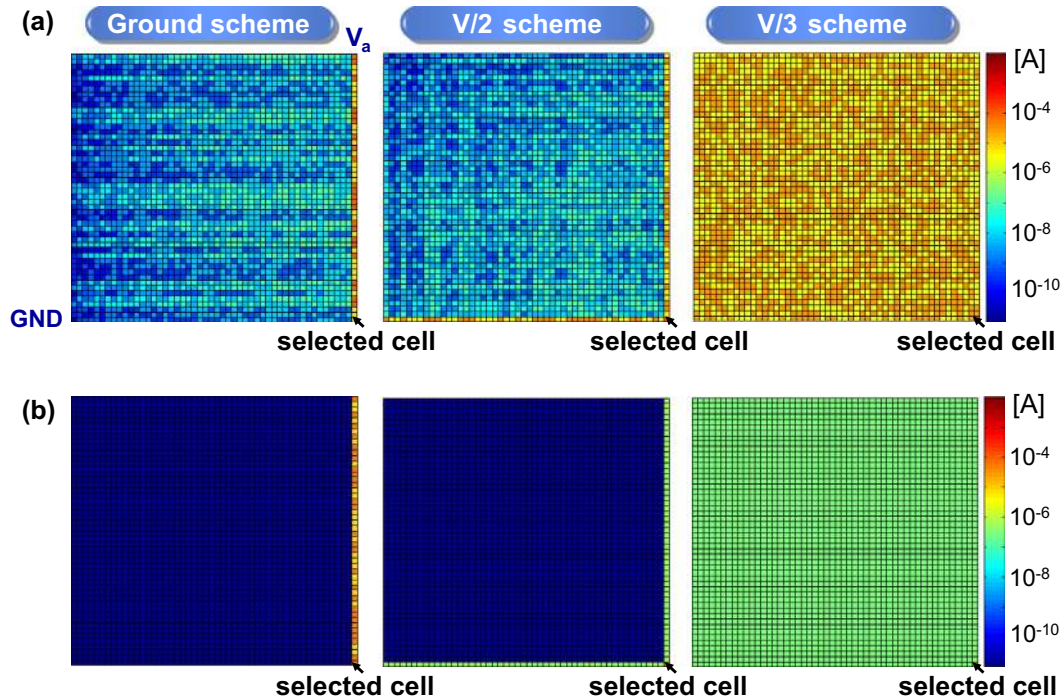 (a)
Ground scheme
V/2 scheme
V/3 scheme
Va
[A]
10-4
10-6
10-8
10-10
GND
selected cell
selected cell
selected cell
(b)
[A]
10-4
10-6
10-8
10-10
selected cell
selected cell
selected cell